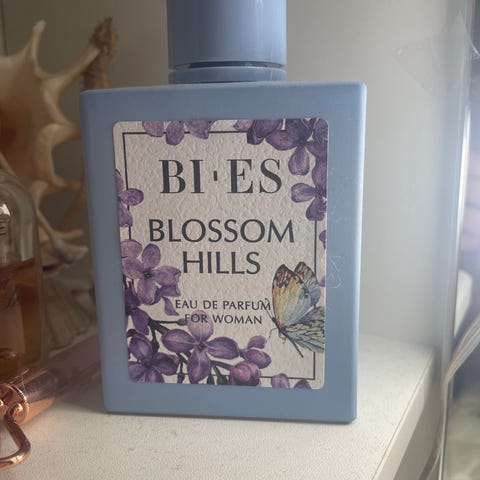 BI·ES
BLOSSOM
HILLS
EAU DE PARFUM
FOR WOMAN